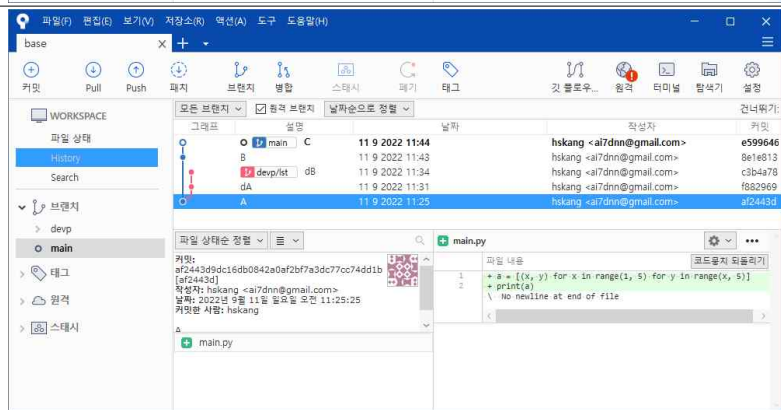 파일(F) 편집(E) 보기(V) 저장소(R) 액션(A) 도구 도움말(H)
base
커밋 Pull Push 패치 브랜치 병합 스태시 폐기 태그 깃 플로우... 원격 터미널 탐색기 설정
WORKSPACE
파일 상태
History
Search
브랜치
devp
main
태그
원격
스태시
모든 브랜치 원격 브랜치 날짜순으로 정렬 건너뛰기:
그래프 설명 날짜 작성자 커밋
main C 11 9 2022 11:44 hskang <ai7dnn@gmail.com> e599646
B 11 9 2022 11:43 hskang <ai7dnn@gmail.com> 8e1e813
devp/lst dB 11 9 2022 11:34 hskang <ai7dnn@gmail.com> c3b4a78
dA 11 9 2022 11:31 hskang <ai7dnn@gmail.com> f882969
A 11 9 2022 11:25 hskang <ai7dnn@gmail.com> af2443d
파일 상태순 정렬
커밋:
af2443d9dc16db0842a0af2bf7a3dc77cc74dd1b
[af2443d]
작성자: hskang <ai7dnn@gmail.com>
날짜: 2022년 9월 11일 일요일 오전 11:25:25
커밋한 사람: hskang
A
main.py
main.py
파일 내용 코드뭉치 되돌리기
1 + a = [(x, y) for x in range(1, 5) for y in range(x, 5)]
2 + print(a)
\ No newline at end of file